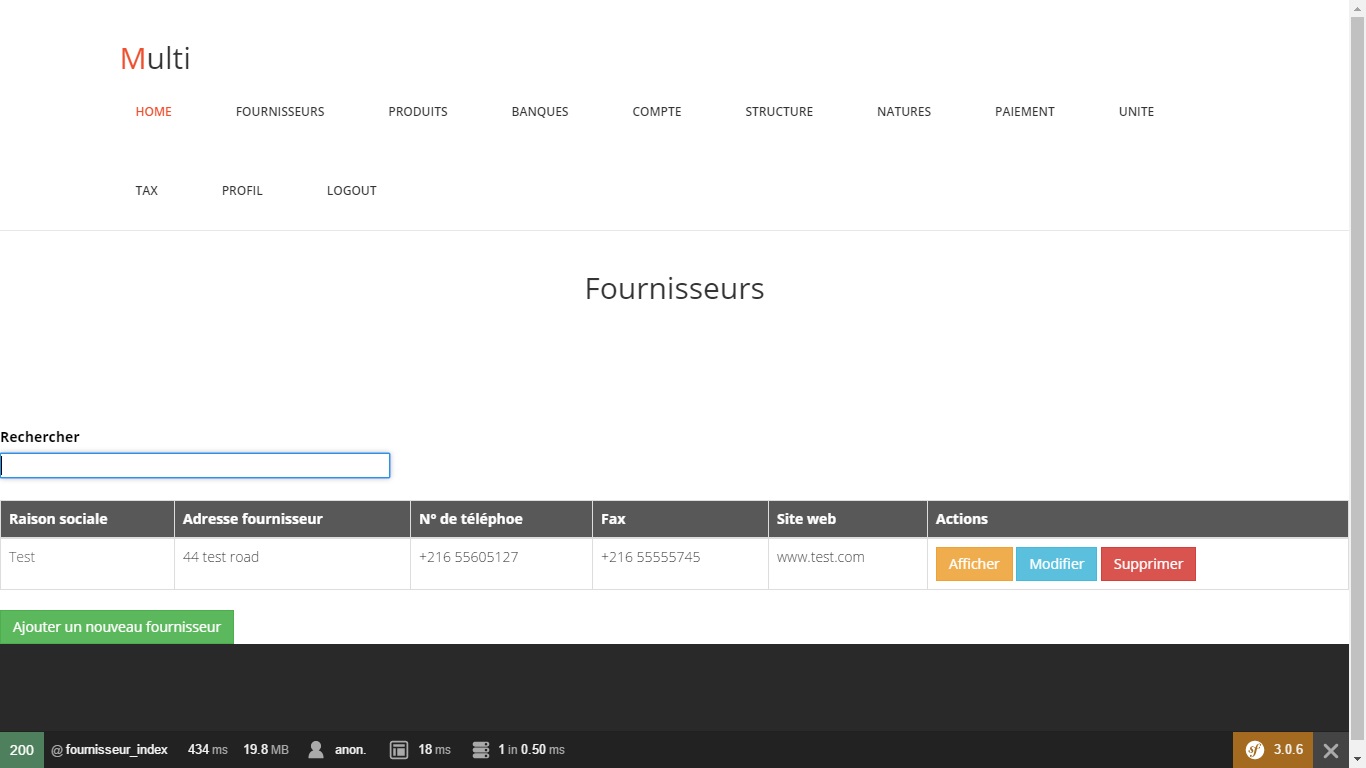 Multi
HOME FOURNISSEURS PRODUITS BANQUES COMPTE STRUCTURE NATURES PAIEMENT UNITE
TAX PROFIL LOGOUT
Fournisseurs
Rechercher
Raison sociale Adresse fournisseur N° de téléphoe Fax Site web Actions
Test 44 test road +216 55605127 +216 55555745 www.test.com Afficher Modifier Supprimer
Ajouter un nouveau fournisseur
200 @ fournisseur_index 434 ms 19.8 MB anon. 18 ms 1 in 0.50 ms sf 3.0.6